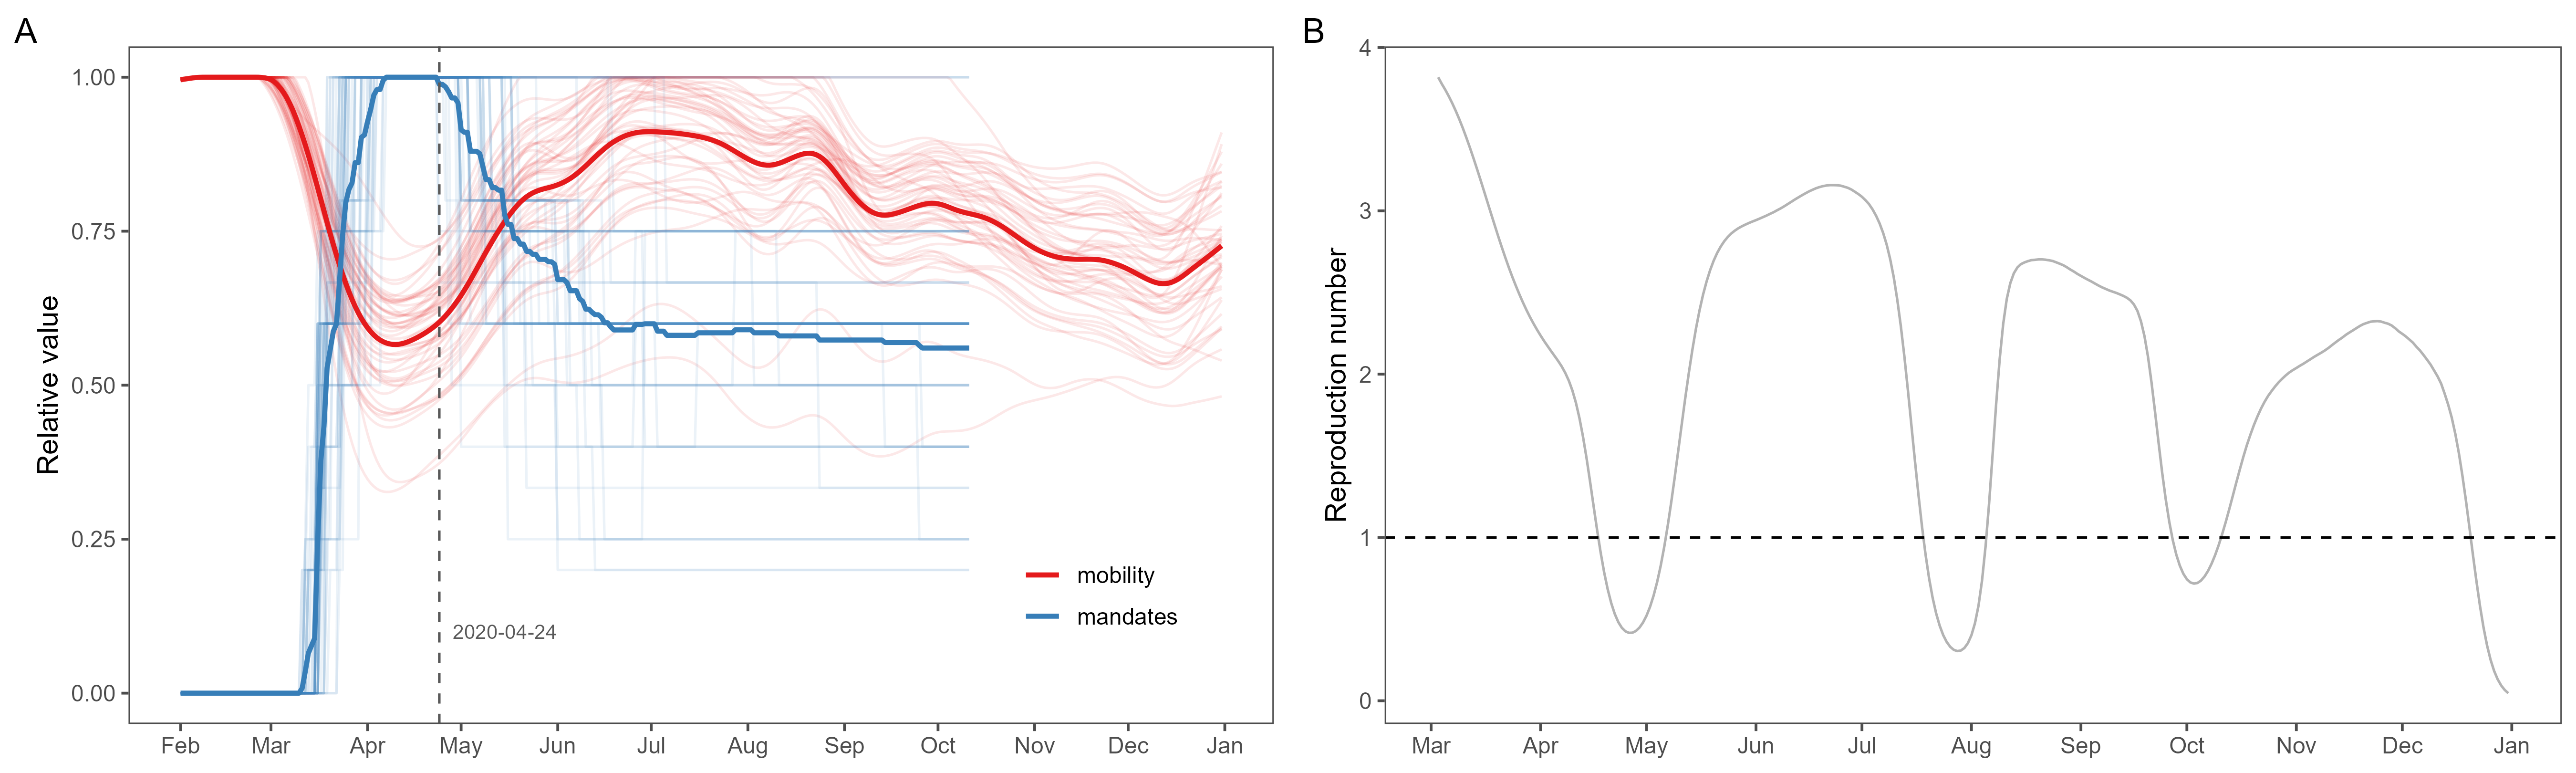 A
Relative value
1.00
0.75
0.50
0.25
0.00
Feb Mar Apr May Jun Jul Aug Sep Oct Nov Dec Jan
2020-04-24
mobility
mandates
B
Reproduction number
4
3
2
1
0
Mar Apr May Jun Jul Aug Sep Oct Nov Dec Jan